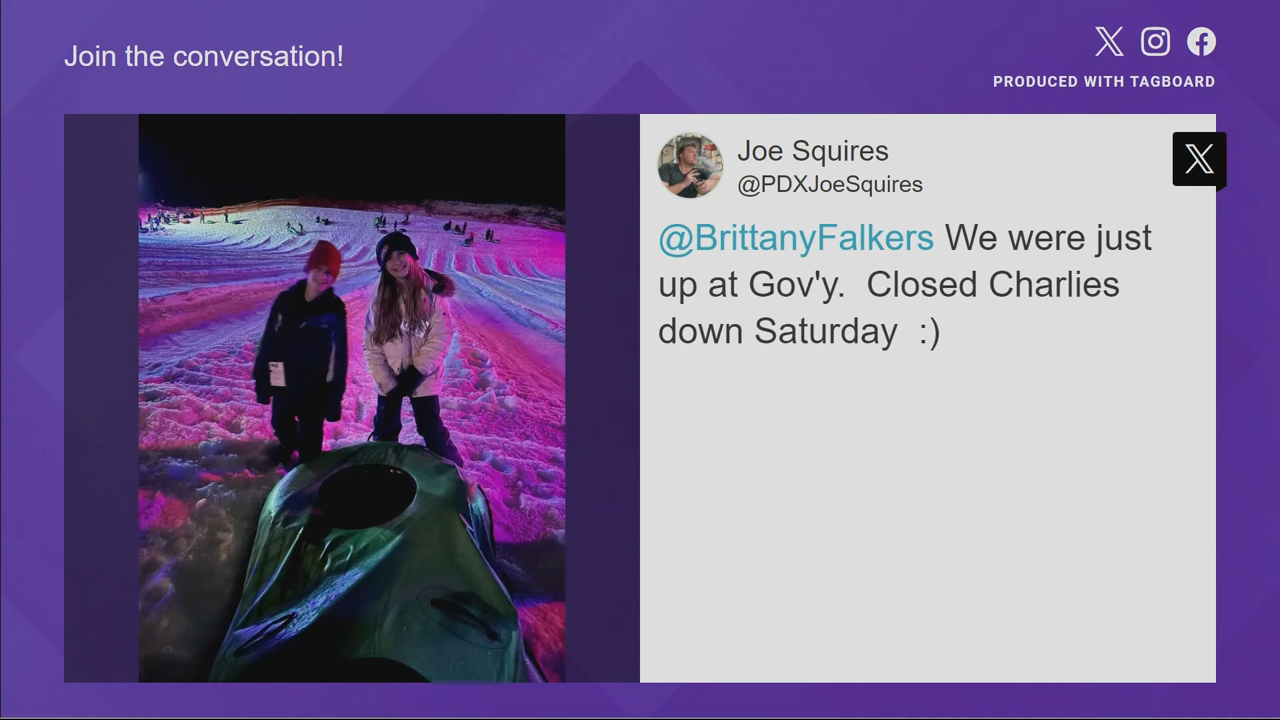 Join the conversation!
PRODUCED WITH TAGBOARD
Joe Squires
@PDXJoeSquires
@BrittanyFalkers We were just
up at Gov'y.  Closed Charlies
down Saturday  :)